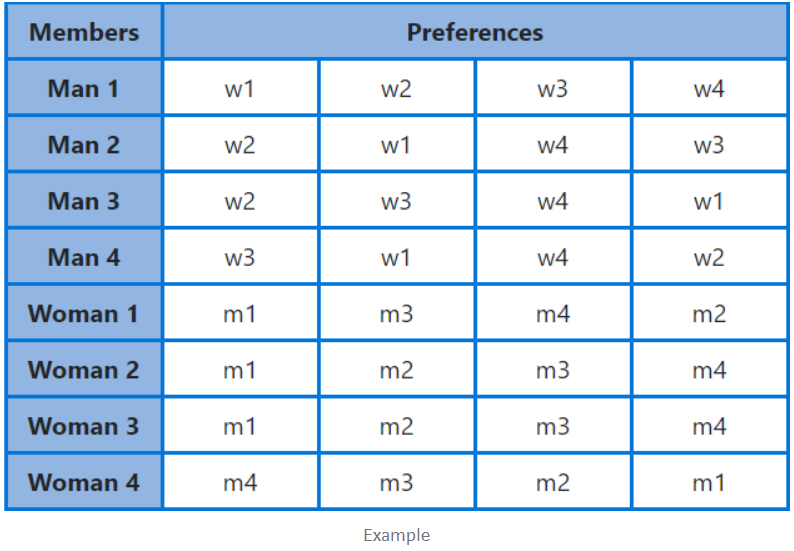 Members Preferences
Man 1 w1 w2 w3 w4
Man 2 w2 w1 w4 w3
Man 3 w2 w3 w4 w1
Man 4 w3 w1 w4 w2
Woman 1 m1 m3 m4 m2
Woman 2 m1 m2 m3 m4
Woman 3 m1 m2 m3 m4
Woman 4 m4 m3 m2 m1
Example